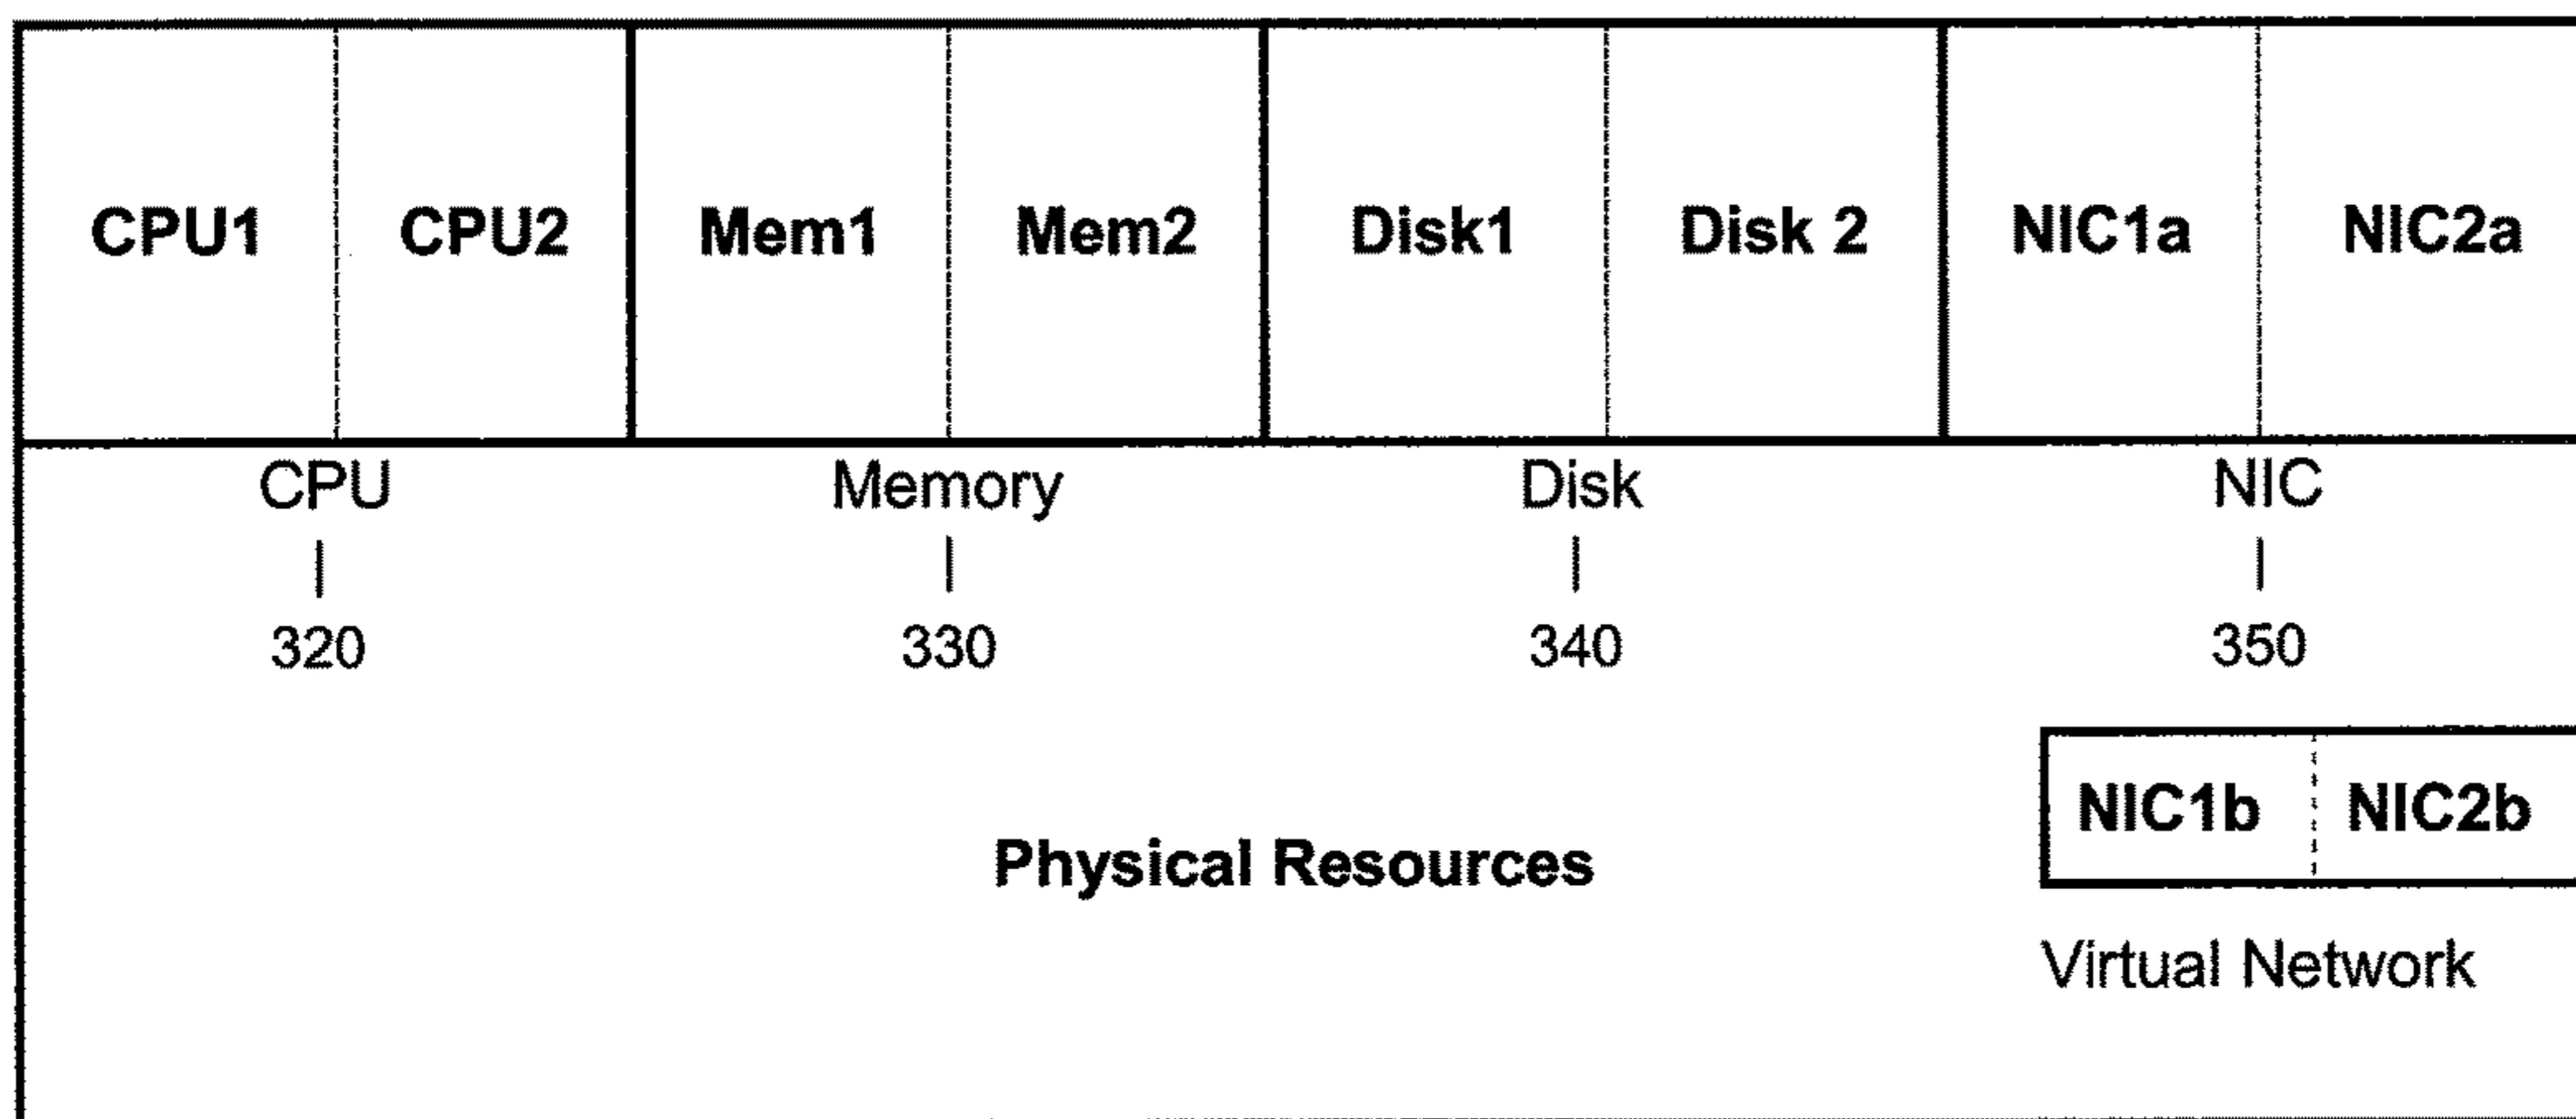 CPU1 CPU2 Mem1 Mem2 Disk1 Disk 2 NIC1a NIC2a
CPU Memory Disk NIC
320 330 340 350
NIC1b NIC2b
Physical Resources
Virtual Network